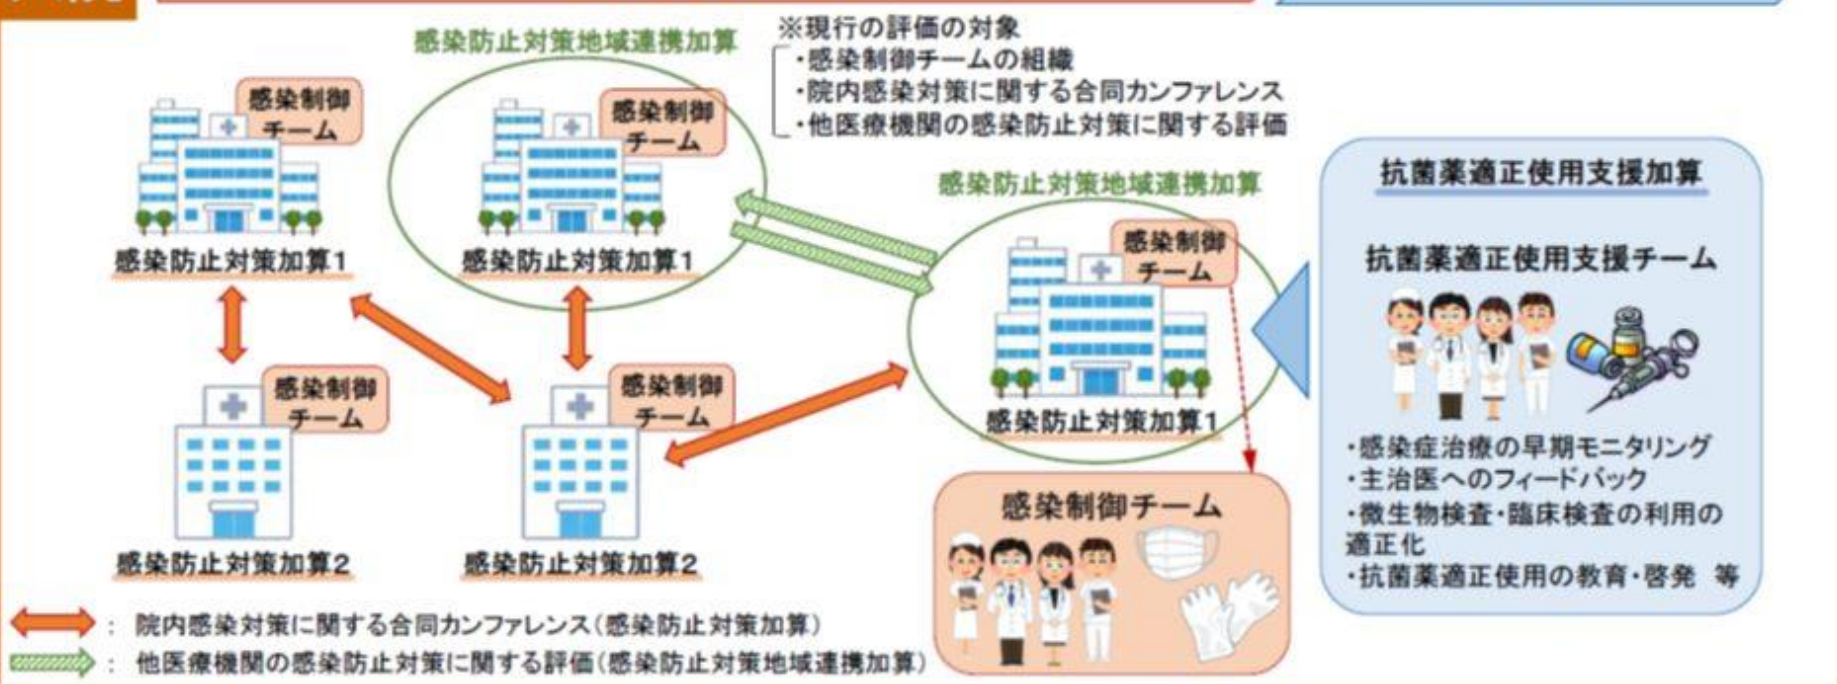 感染防止対策地域連携加算
※現行の評価の対象
・感染制御チームの組織
・院内感染対策に関する合同カンファレンス
・他医療機関の感染防止対策に関する評価
感染制御
チーム
感染制御
チーム
感染防止対策加算1
感染防止対策加算1
感染防止対策地域連携加算
感染制御
チーム
感染防止対策加算1
感染制御
チーム
感染制御
チーム
感染防止対策加算2
感染防止対策加算2
感染制御チーム
抗菌薬適正使用支援加算
抗菌薬適正使用支援チーム
・感染症治療の早期モニタリング
・主治医へのフィードバック
・微生物検査・臨床検査の利用の
適正化
・抗菌薬適正使用の教育・啓発 等
: 院内感染対策に関する合同カンファレンス(感染防止対策加算)
: 他医療機関の感染防止対策に関する評価(感染防止対策地域連携加算)